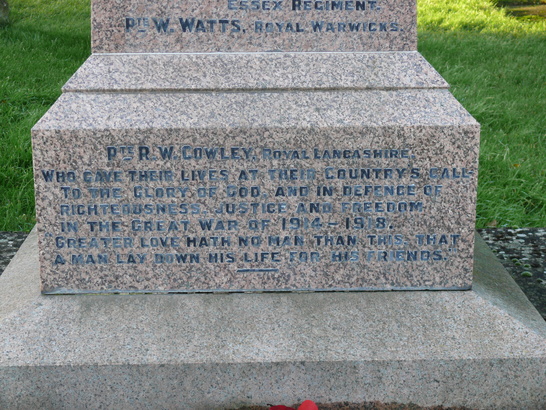 ESSEX REGIMENT.
PTE W. WATTS, ROYAL WARWICKS.
PTE R. W. COWLEY, ROYAL LANCASHIRE.
WHO GAVE THEIR LIVES AT THEIR COUNTRY'S CALL
TO THE GLORY OF GOD, AND IN DEFENCE OF
RIGHTEOUSNESS, JUSTICE AND FREEDOM,
IN THE GREAT WAR OF 1914-1918.
"GREATER LOVE HATH NO MAN THAN THIS, THAT
A MAN LAY DOWN HIS LIFE FOR HIS FRIENDS."